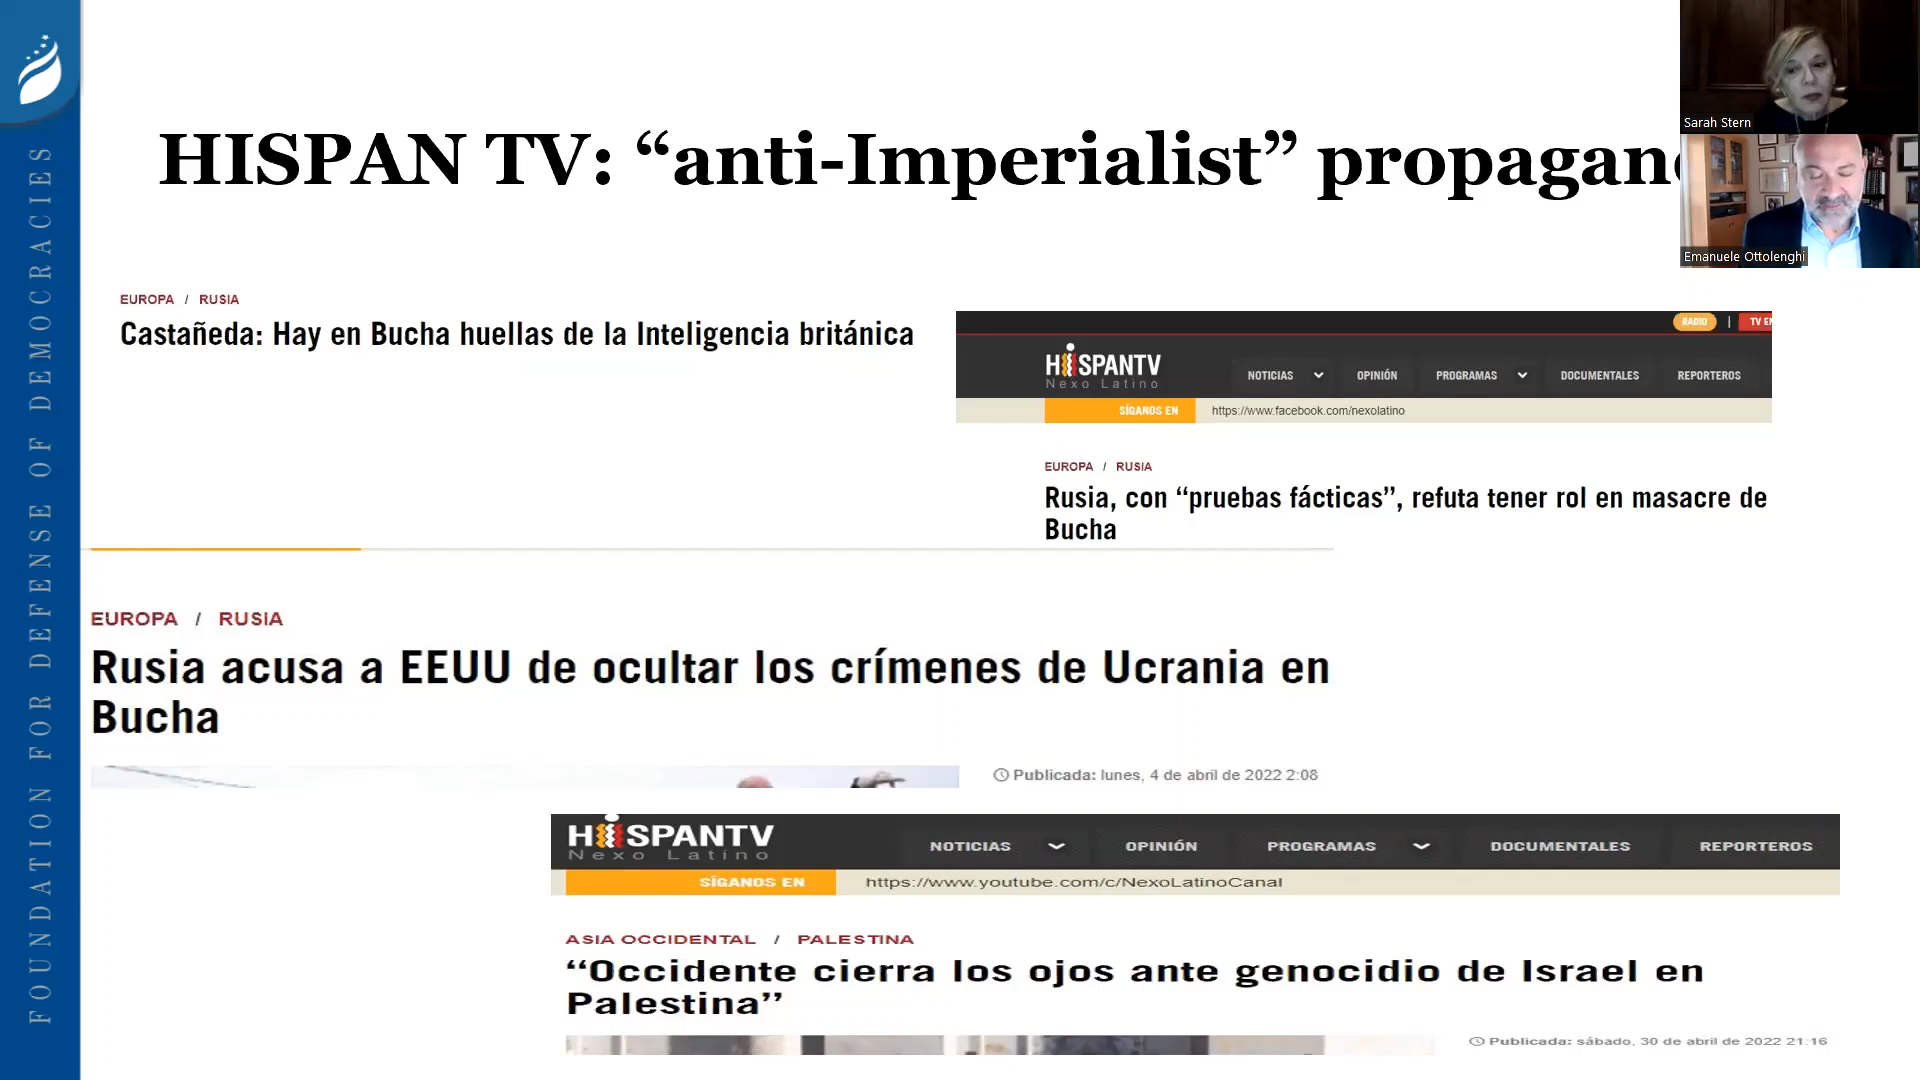 FOUNDATION FOR DEFENSE OF DEMOCRACIES
HISPAN TV: “anti-Imperialist”
Sarah Stern
Emanuele Ottolenghi
EUROPA / RUSIA
Castañeda: Hay en Bucha huellas de la Inteligencia británica
RADIO | TV
HISPANTV
Nexo Latino
NOTICIAS OPINIÓN PROGRAMAS DOCUMENTALES REPORTEROS
SÍGANOS EN https://www.facebook.com/nexolatino
EUROPA / RUSIA
Rusia, con “pruebas fácticas”, refuta tener rol en masacre de
Bucha
EUROPA / RUSIA
Rusia acusa a EEUU de ocultar los crímenes de Ucrania en
Bucha
Publicada: lunes, 4 de abril de 2022 2:08
HISPANTV
Nexo Latino
NOTICIAS OPINIÓN PROGRAMAS DOCUMENTALES REPORTEROS
SÍGANOS EN https://www.youtube.com/c/NexoLatinoCanal
ASIA OCCIDENTAL / PALESTINA
“Occidente cierra los ojos ante genocidio de Israel en
Palestina”
Publicada: sábado, 30 de abril de 2022 21:16